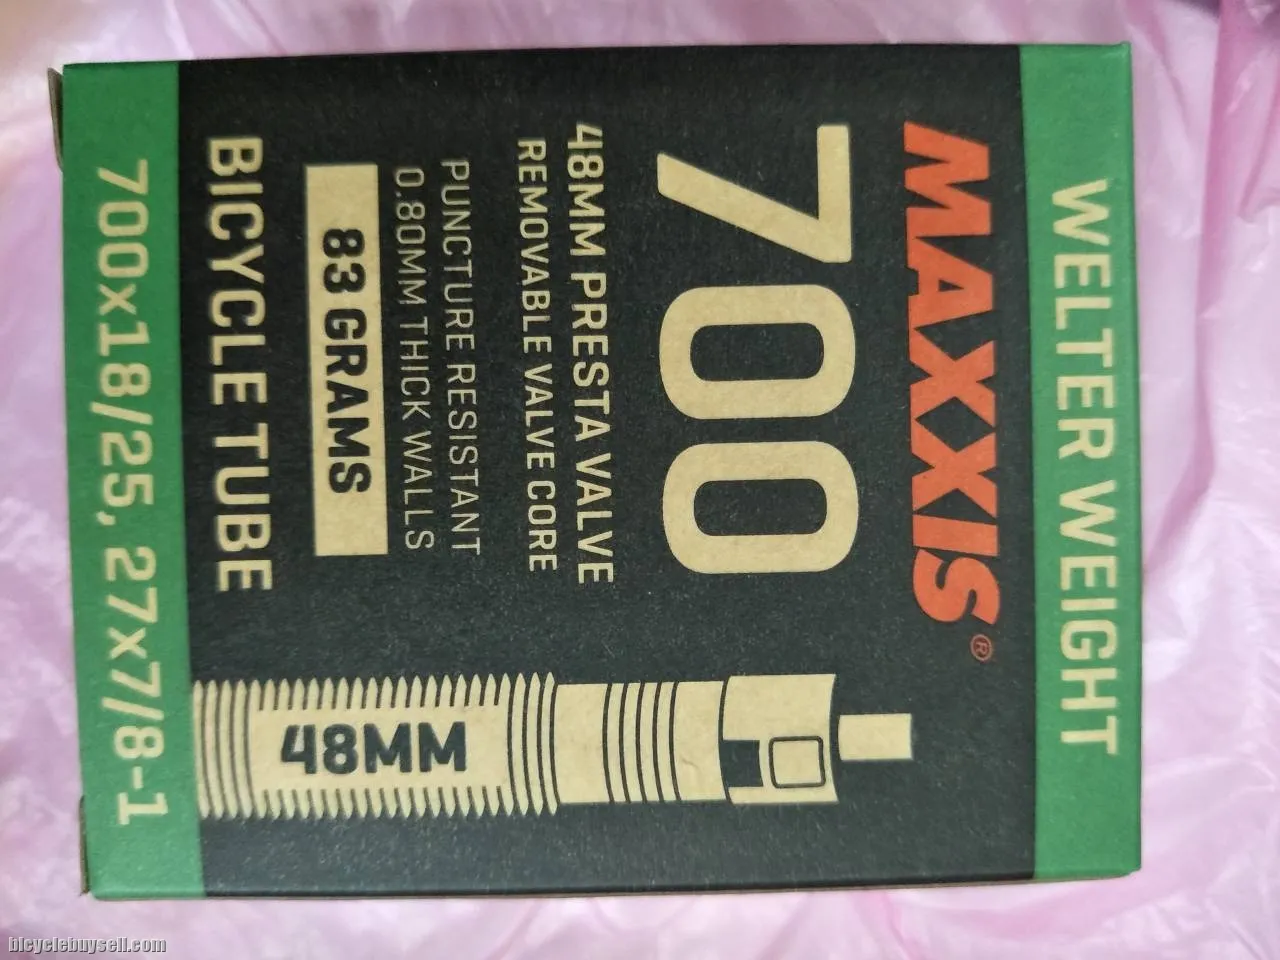 WELTER WEIGHT
MAXXIS®
700
48MM PRESTA VALVE
REMOVABLE VALVE CORE
PUNCTURE RESISTANT
0.80MM THICK WALLS
83 GRAMS
BICYCLE TUBE
700x18/25, 27x7/8-1
48MM
bicyclebuysell.com